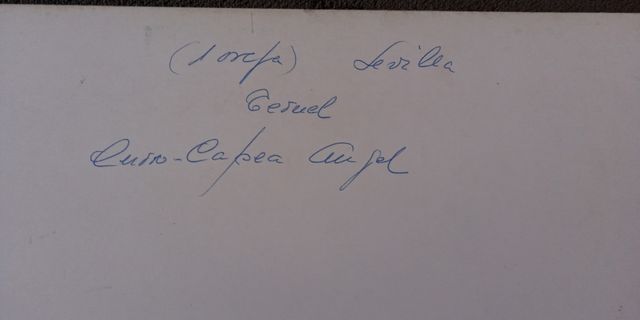 (1 oreja) Sevilla
Teruel
Curro-Capea Angel